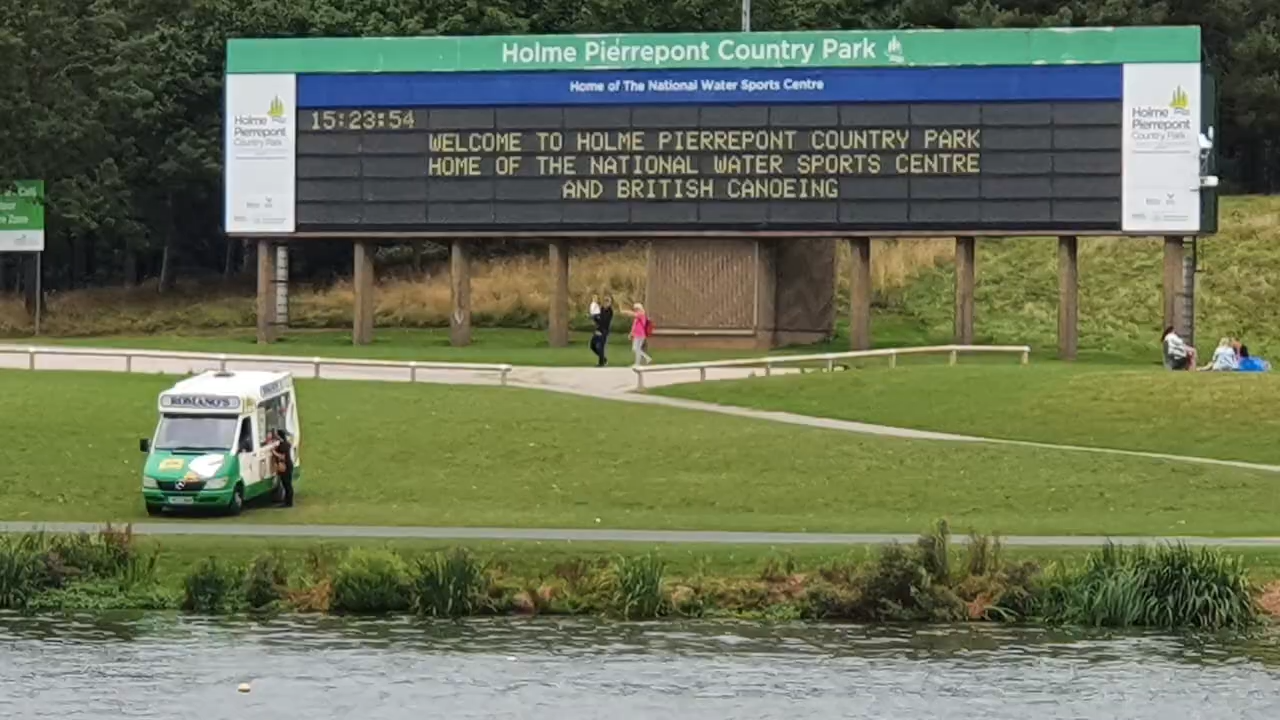 Holme Pierrepont Country Park
Home of The National Water Sports Centre
15:23:54
WELCOME TO HOLME PIERREPONT COUNTRY PARK
HOME OF THE NATIONAL WATER SPORTS CENTRE
AND BRITISH CANOEING
Holme
Pierrepont
Country Park
Holme
Pierrepont
Country Park
Zone
ROMANO'S